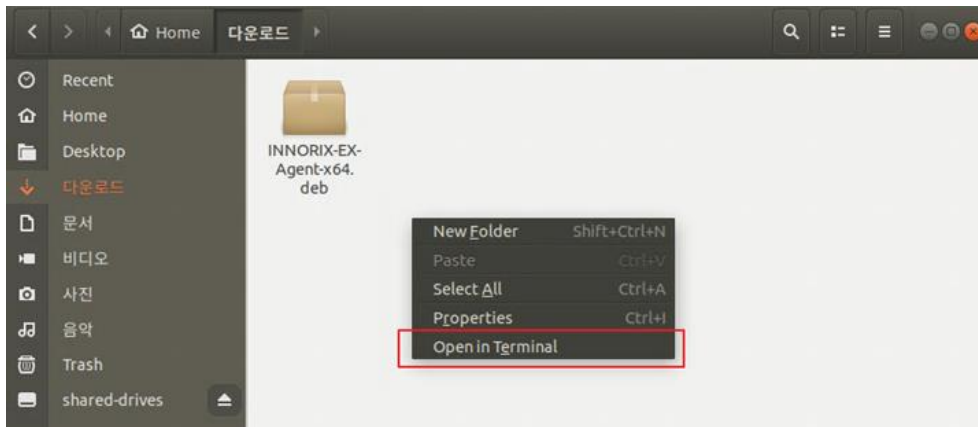 Home 다운로드
Recent
Home
Desktop
다운로드
문서
비디오
사진
음악
Trash
shared-drives
INNORIX-EX-
Agent-x64.
deb
New Folder Shift+Ctrl+N
Paste Ctrl+V
Select All Ctrl+A
Properties Ctrl+I
Open in Terminal